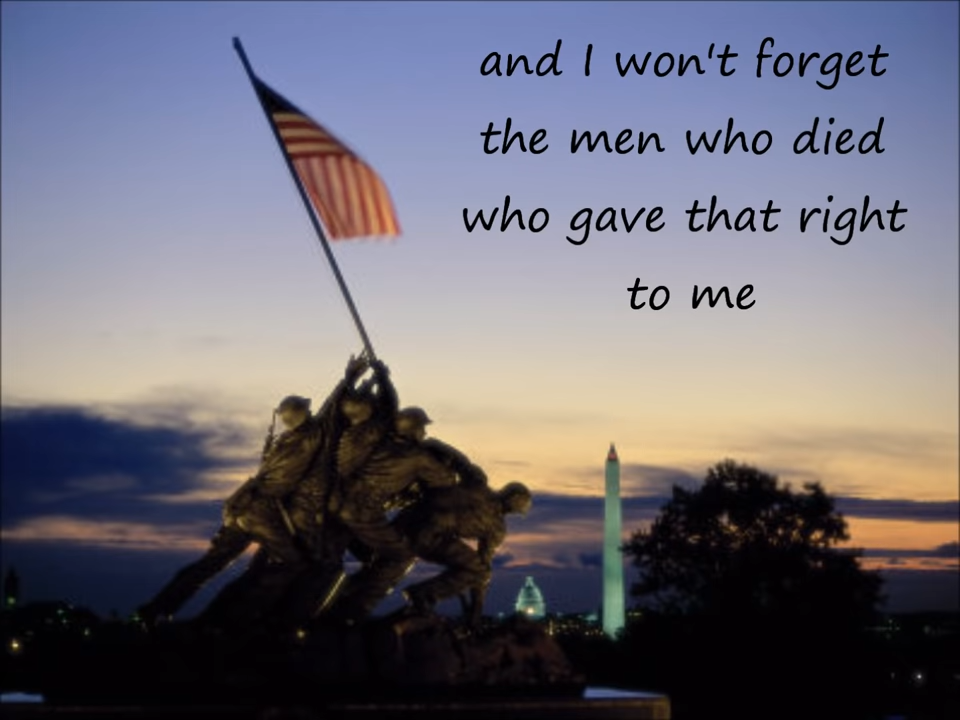 and I won't forget
the men who died
who gave that right
to me